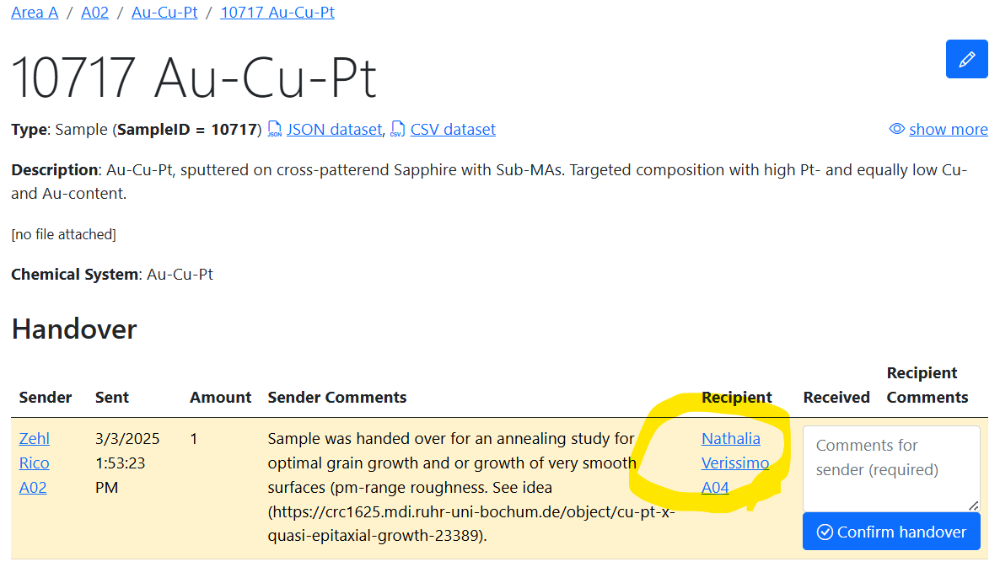 Area A / A02 / Au-Cu-Pt / 10717 Au-Cu-Pt
10717 Au-Cu-Pt
Type: Sample (SampleID = 10717) JSON JSON dataset, CSV CSV dataset show more
Description: Au-Cu-Pt, sputtered on cross-patterend Sapphire with Sub-MAs. Targeted composition with high Pt- and equally low Cu-
and Au-content.
[no file attached]
Chemical System: Au-Cu-Pt
Handover
Sender Sent Amount Sender Comments Recipient Received Recipient Comments
Zehl 3/3/2025 1 Sample was handed over for an annealing study for Nathalia Comments for
Rico 1:53:23 optimal grain growth and or growth of very smooth Verissimo sender (required)
A02 PM surfaces (pm-range roughness. See idea A04
(https://crc1625.mdi.ruhr-uni-bochum.de/object/cu-pt-x-
quasi-epitaxial-growth-23389). Confirm handover